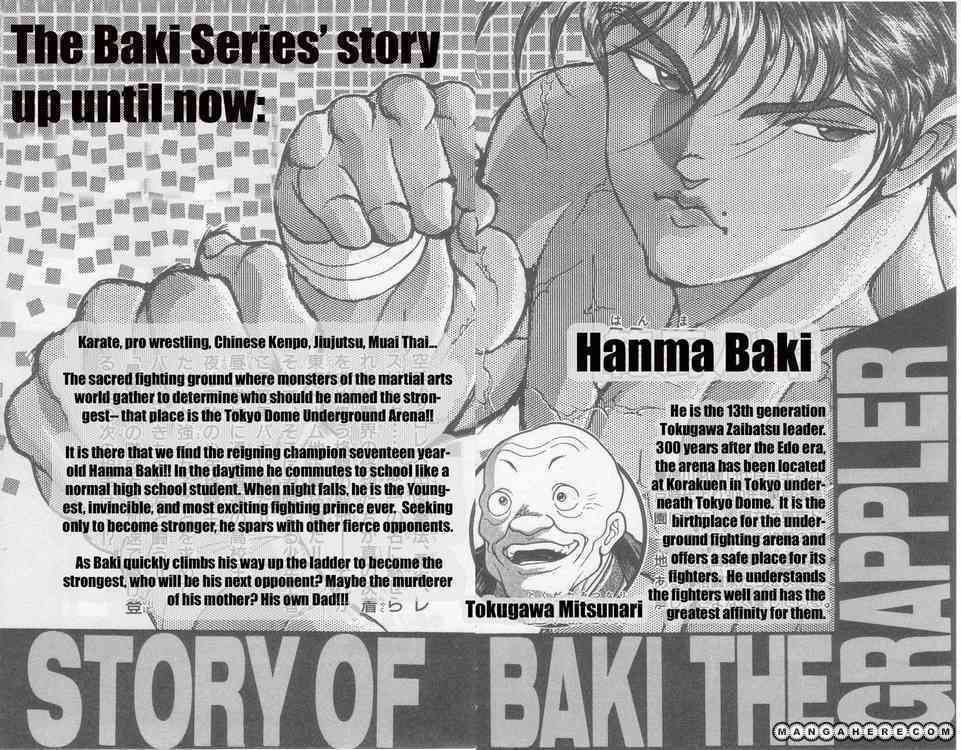 The Baki Series' story
up until now:
Karate, pro wrestling, Chinese Kenpo, Jiujutsu, Muai Thai...
The sacred fighting ground where monsters of the martial arts
world gather to determine who should be named the stron-
gest-- that place is the Tokyo Dome Underground Arena!!
It is there that we find the reigning champion seventeen year-
old Hanma Baki!! In the daytime he commutes to school like a
normal high school student. When night falls, he is the Young-
est, invincible, and most exciting fighting prince ever. Seeking
only to become stronger, he spars with other fierce opponents.
As Baki quickly climbs his way up the ladder to become the
strongest, who will be his next opponent? Maybe the murderer
of his mother? His own Dad!!!
はんま
Hanma Baki
He is the 13th generation
Tokugawa Zaibatsu leader.
300 years after the Edo era,
the arena has been located
at Korakuen in Tokyo under-
neath Tokyo Dome. It is the
birthplace for the under-
ground fighting arena and
offers a safe place for its
fighters. He understands
the fighters well and has the
greatest affinity for them.
Tokugawa Mitsunari
STORY OF BAKI THE
GRAPPLER
MANGAHERE.COM